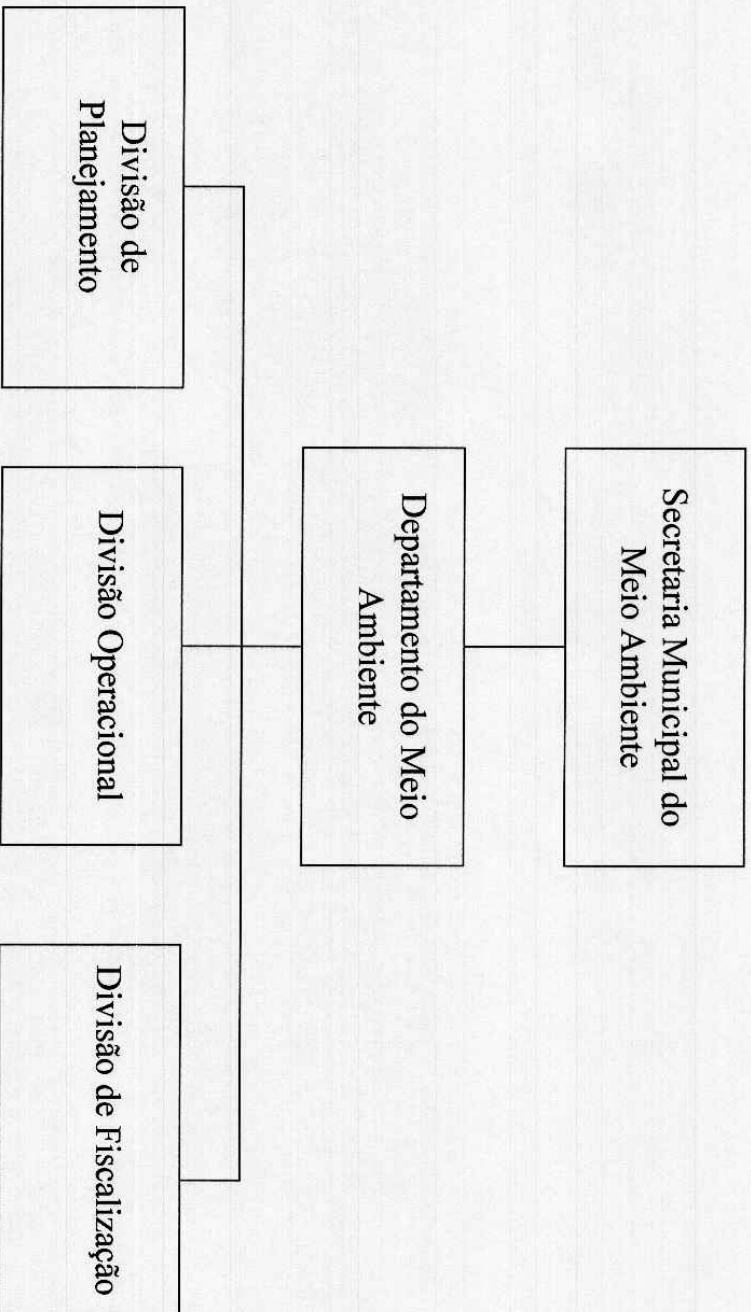 Secretaria Municipal do
Meio Ambiente
Departamento do Meio
Ambiente
Divisão de
Planejamento
Divisão Operacional
Divisão de Fiscalização